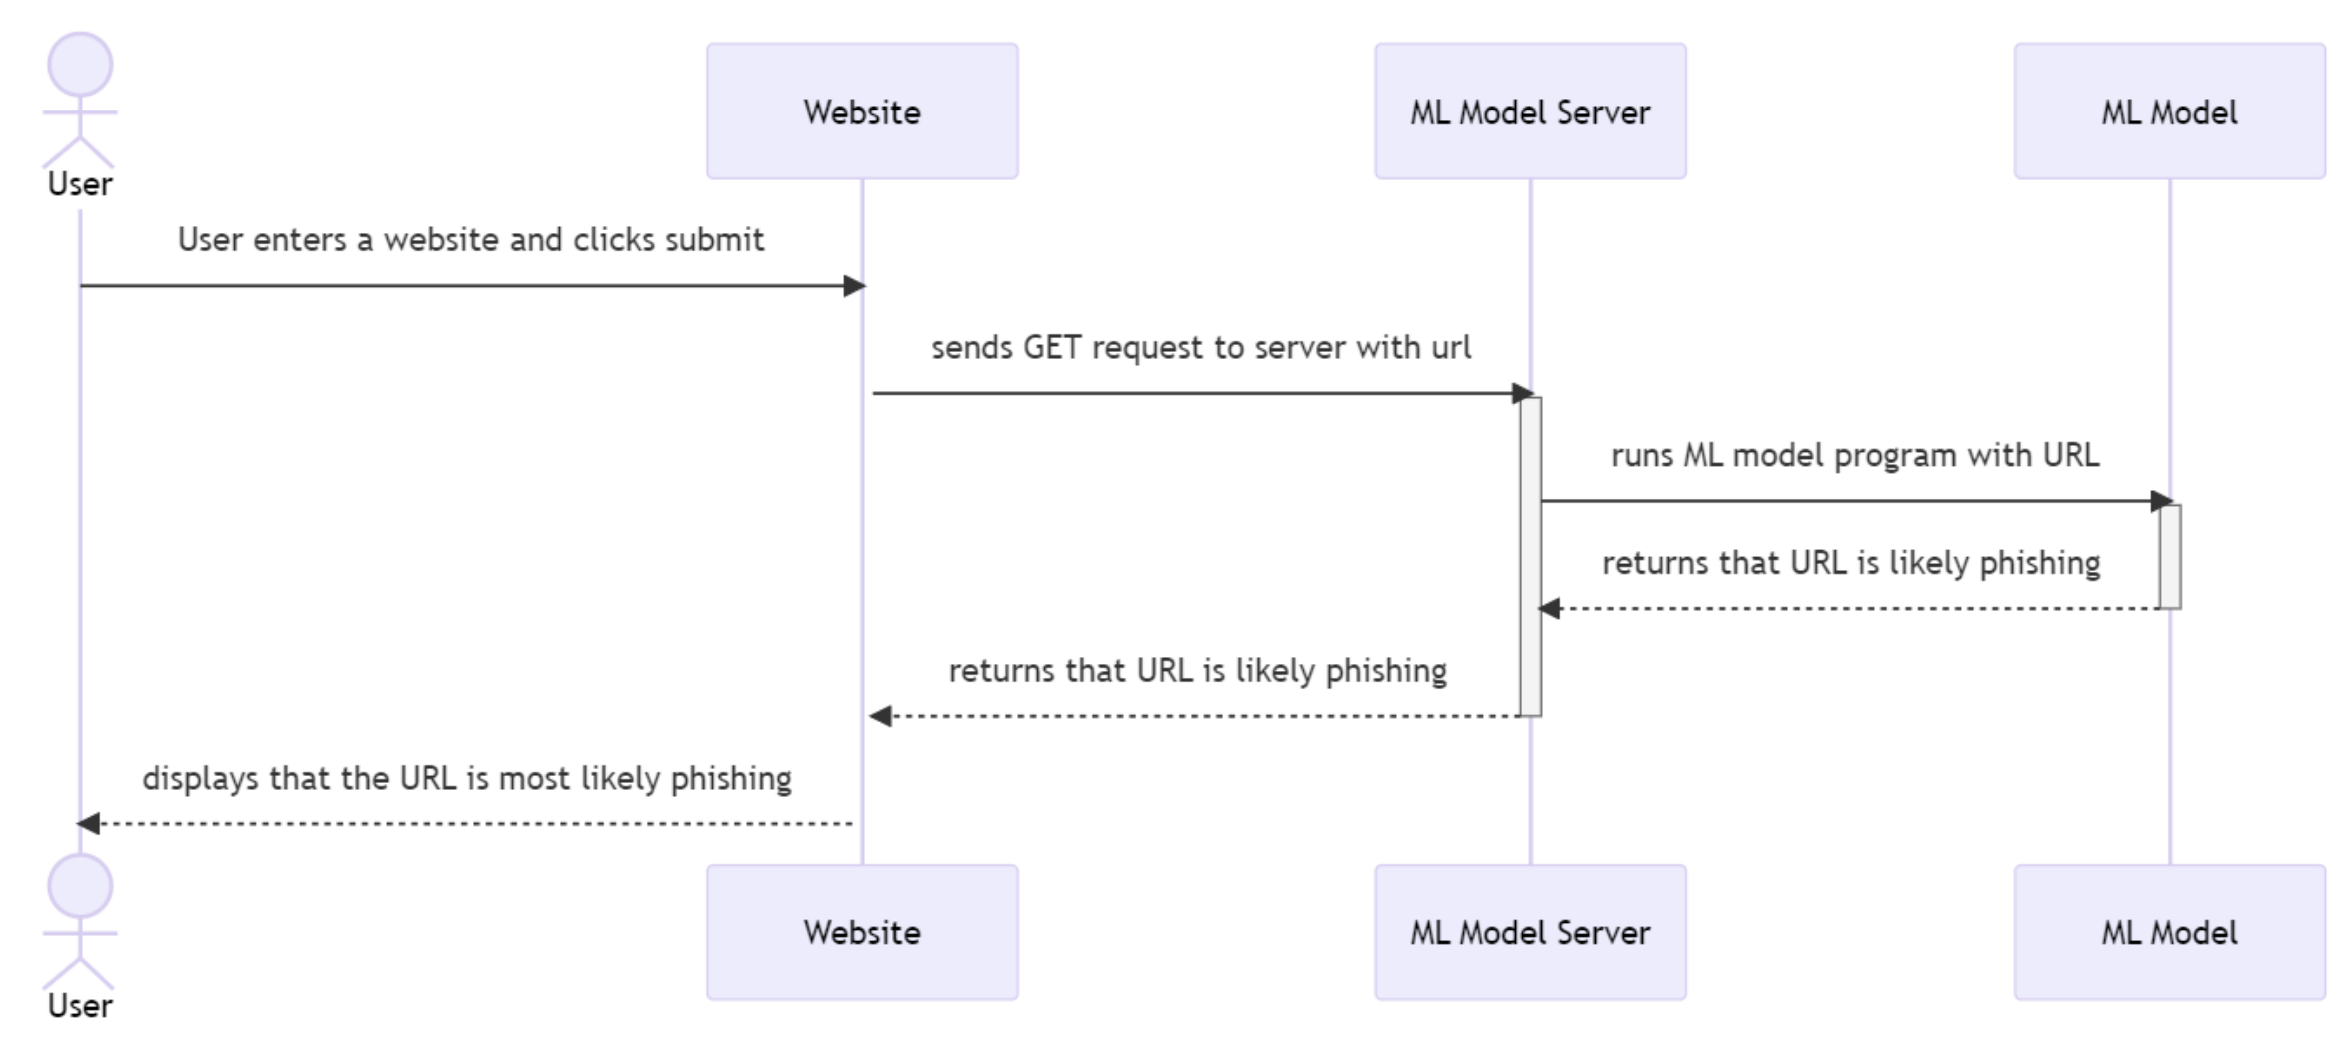 User
Website
ML Model Server
ML Model
User enters a website and clicks submit
sends GET request to server with url
runs ML model program with URL
returns that URL is likely phishing
returns that URL is likely phishing
displays that the URL is most likely phishing
User
Website
ML Model Server
ML Model